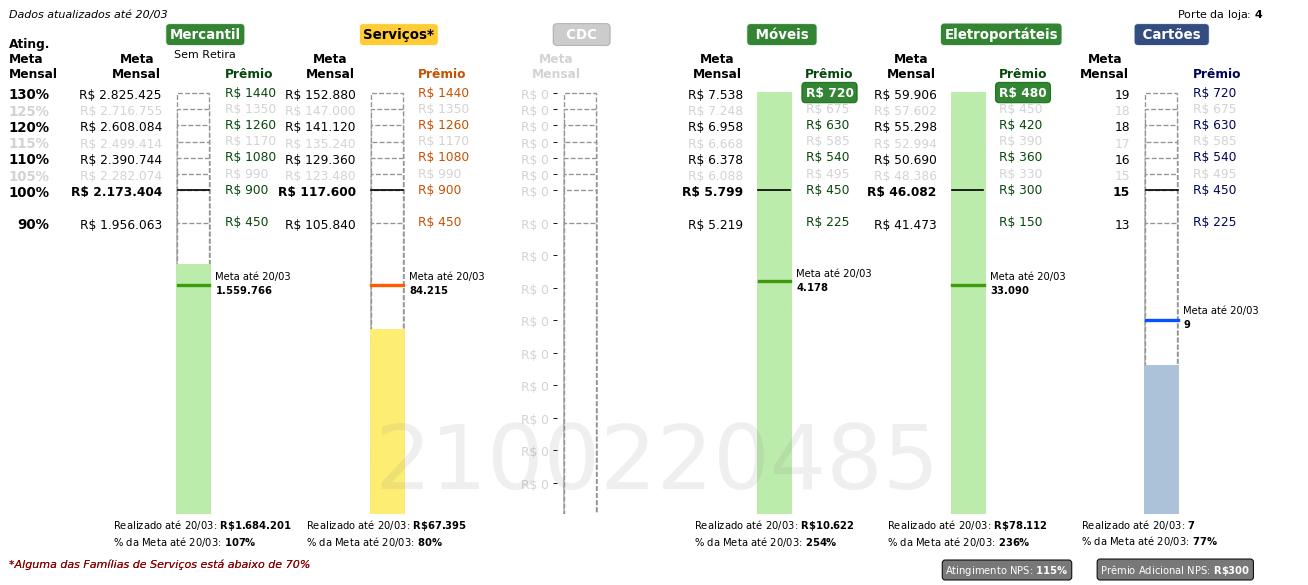 Dados atualizados até 20/03
Porte da loja: 4
Mercantil Serviços* CDC Móveis Eletroportáteis Cartões
Sem Retira
Ating. Meta Mensal
Meta Mensal Prêmio Meta Mensal Prêmio Meta Mensal Meta Mensal Prêmio Meta Mensal Prêmio Meta Mensal Prêmio
130% R$ 2.825.425 R$ 1440 R$ 152.880 R$ 1440 R$ 0 R$ 7.538 R$ 720 R$ 59.906 R$ 480 19 R$ 720
125% R$ 2.716.755 R$ 1350 R$ 147.000 R$ 1350 R$ 0 R$ 7.248 R$ 675 R$ 57.602 R$ 450 18 R$ 675
120% R$ 2.608.084 R$ 1260 R$ 141.120 R$ 1260 R$ 0 R$ 6.958 R$ 630 R$ 55.298 R$ 420 18 R$ 630
115% R$ 2.499.414 R$ 1170 R$ 135.240 R$ 1170 R$ 0 R$ 6.668 R$ 585 R$ 52.994 R$ 390 17 R$ 585
110% R$ 2.390.744 R$ 1080 R$ 129.360 R$ 1080 R$ 0 R$ 6.378 R$ 540 R$ 50.690 R$ 360 16 R$ 540
105% R$ 2.282.074 R$ 990 R$ 123.480 R$ 990 R$ 0 R$ 6.088 R$ 495 R$ 48.386 R$ 330 15 R$ 495
100% R$ 2.173.404 R$ 900 R$ 117.600 R$ 900 R$ 0 R$ 5.799 R$ 450 R$ 46.082 R$ 300 15 R$ 450
90% R$ 1.956.063 R$ 450 R$ 105.840 R$ 450 R$ 0 R$ 5.219 R$ 225 R$ 41.473 R$ 150 13 R$ 225
R$ 0
Meta até 20/03 Meta até 20/03 Meta até 20/03 Meta até 20/03
1.559.766 84.215 R$ 0 4.178 33.090
Meta até 20/03
R$ 0 9
R$ 0
R$ 0
R$ 0
R$ 0
R$ 0
2100220485
Realizado até 20/03: R$1.684.201 Realizado até 20/03: R$67.395 Realizado até 20/03: R$10.622 Realizado até 20/03: R$78.112 Realizado até 20/03: 7
% da Meta até 20/03: 107% % da Meta até 20/03: 80% % da Meta até 20/03: 254% % da Meta até 20/03: 236% % da Meta até 20/03: 77%
*Alguma das Famílias de Serviços está abaixo de 70%
Atingimento NPS: 115% Prêmio Adicional NPS: R$300